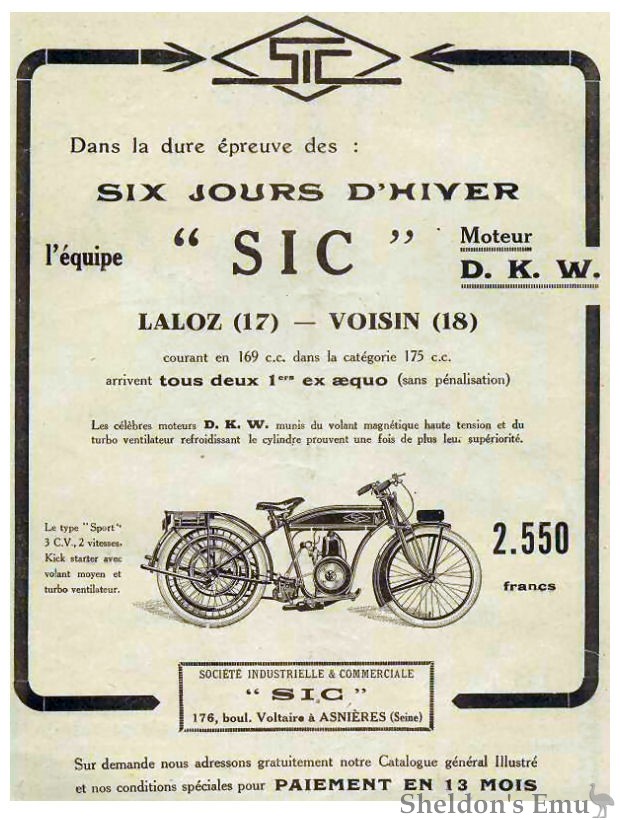 SIC
Dans la dure épreuve des :
SIX JOURS D'HIVER
l'équipe “ SIC ” Moteur
D. K. W.
LALOZ (17) — VOISIN (18)
courant en 169 c.c. dans la catégorie 175 c.c.
arrivent tous deux 1ers ex æquo (sans pénalisation)
Les célèbres moteurs D. K. W. munis du volant magnétique haute tension et du
turbo ventilateur refroidissant le cylindre prouvent une fois de plus leur supériorité.
Le type "Sport"
3 C.V., 2 vitesses.
Kick starter avec
volant moyen et
turbo ventilateur.
2.550
francs
SOCIÉTÉ INDUSTRIELLE & COMMERCIALE
“ SIC ”
176, boul. Voltaire à ASNIÈRES (Seine)
Sur demande nous adressons gratuitement notre Catalogue général Illustré
et nos conditions spéciales pour PAIEMENT EN 13 MOIS
Sheldon's Emu